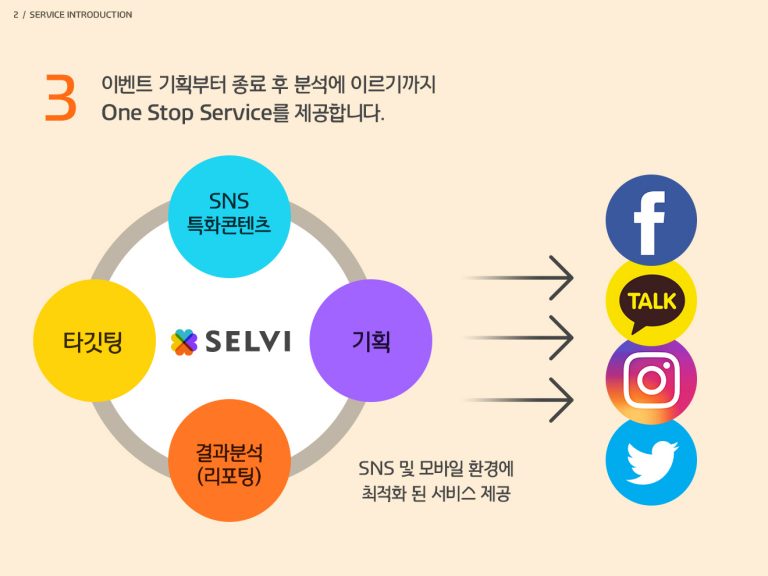 2 / SERVICE INTRODUCTION
3
이벤트 기획부터 종료 후 분석에 이르기까지
One Stop Service를 제공합니다.
SNS
특화콘텐츠
타깃팅
SELVI
기획
결과분석
(리포팅)
SNS 및 모바일 환경에
최적화 된 서비스 제공
f
TALK